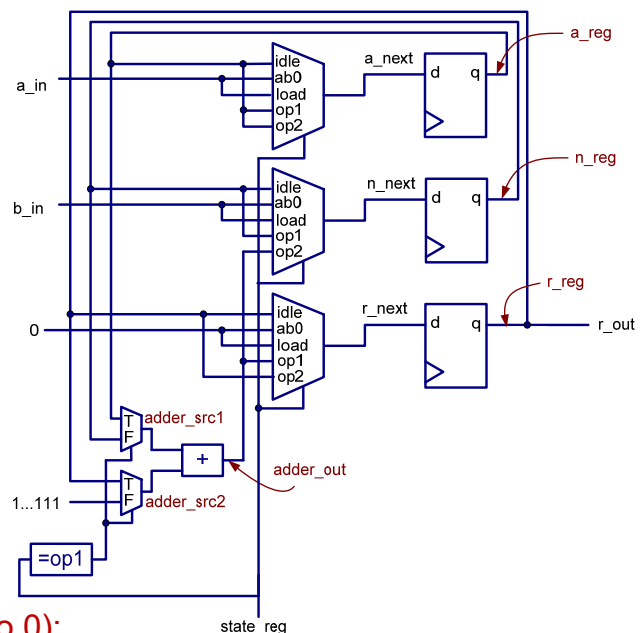 a_reg
a_next
idle
ab0
load
op1
op2
d
q
a_in
n_reg
n_next
idle
ab0
load
op1
op2
d
q
b_in
r_reg
r_next
idle
ab0
load
op1
op2
d
q
0
r_out
T
F
adder_src1
+
adder_out
T
F
adder_src2
1...111
=op1
state_reg
0):